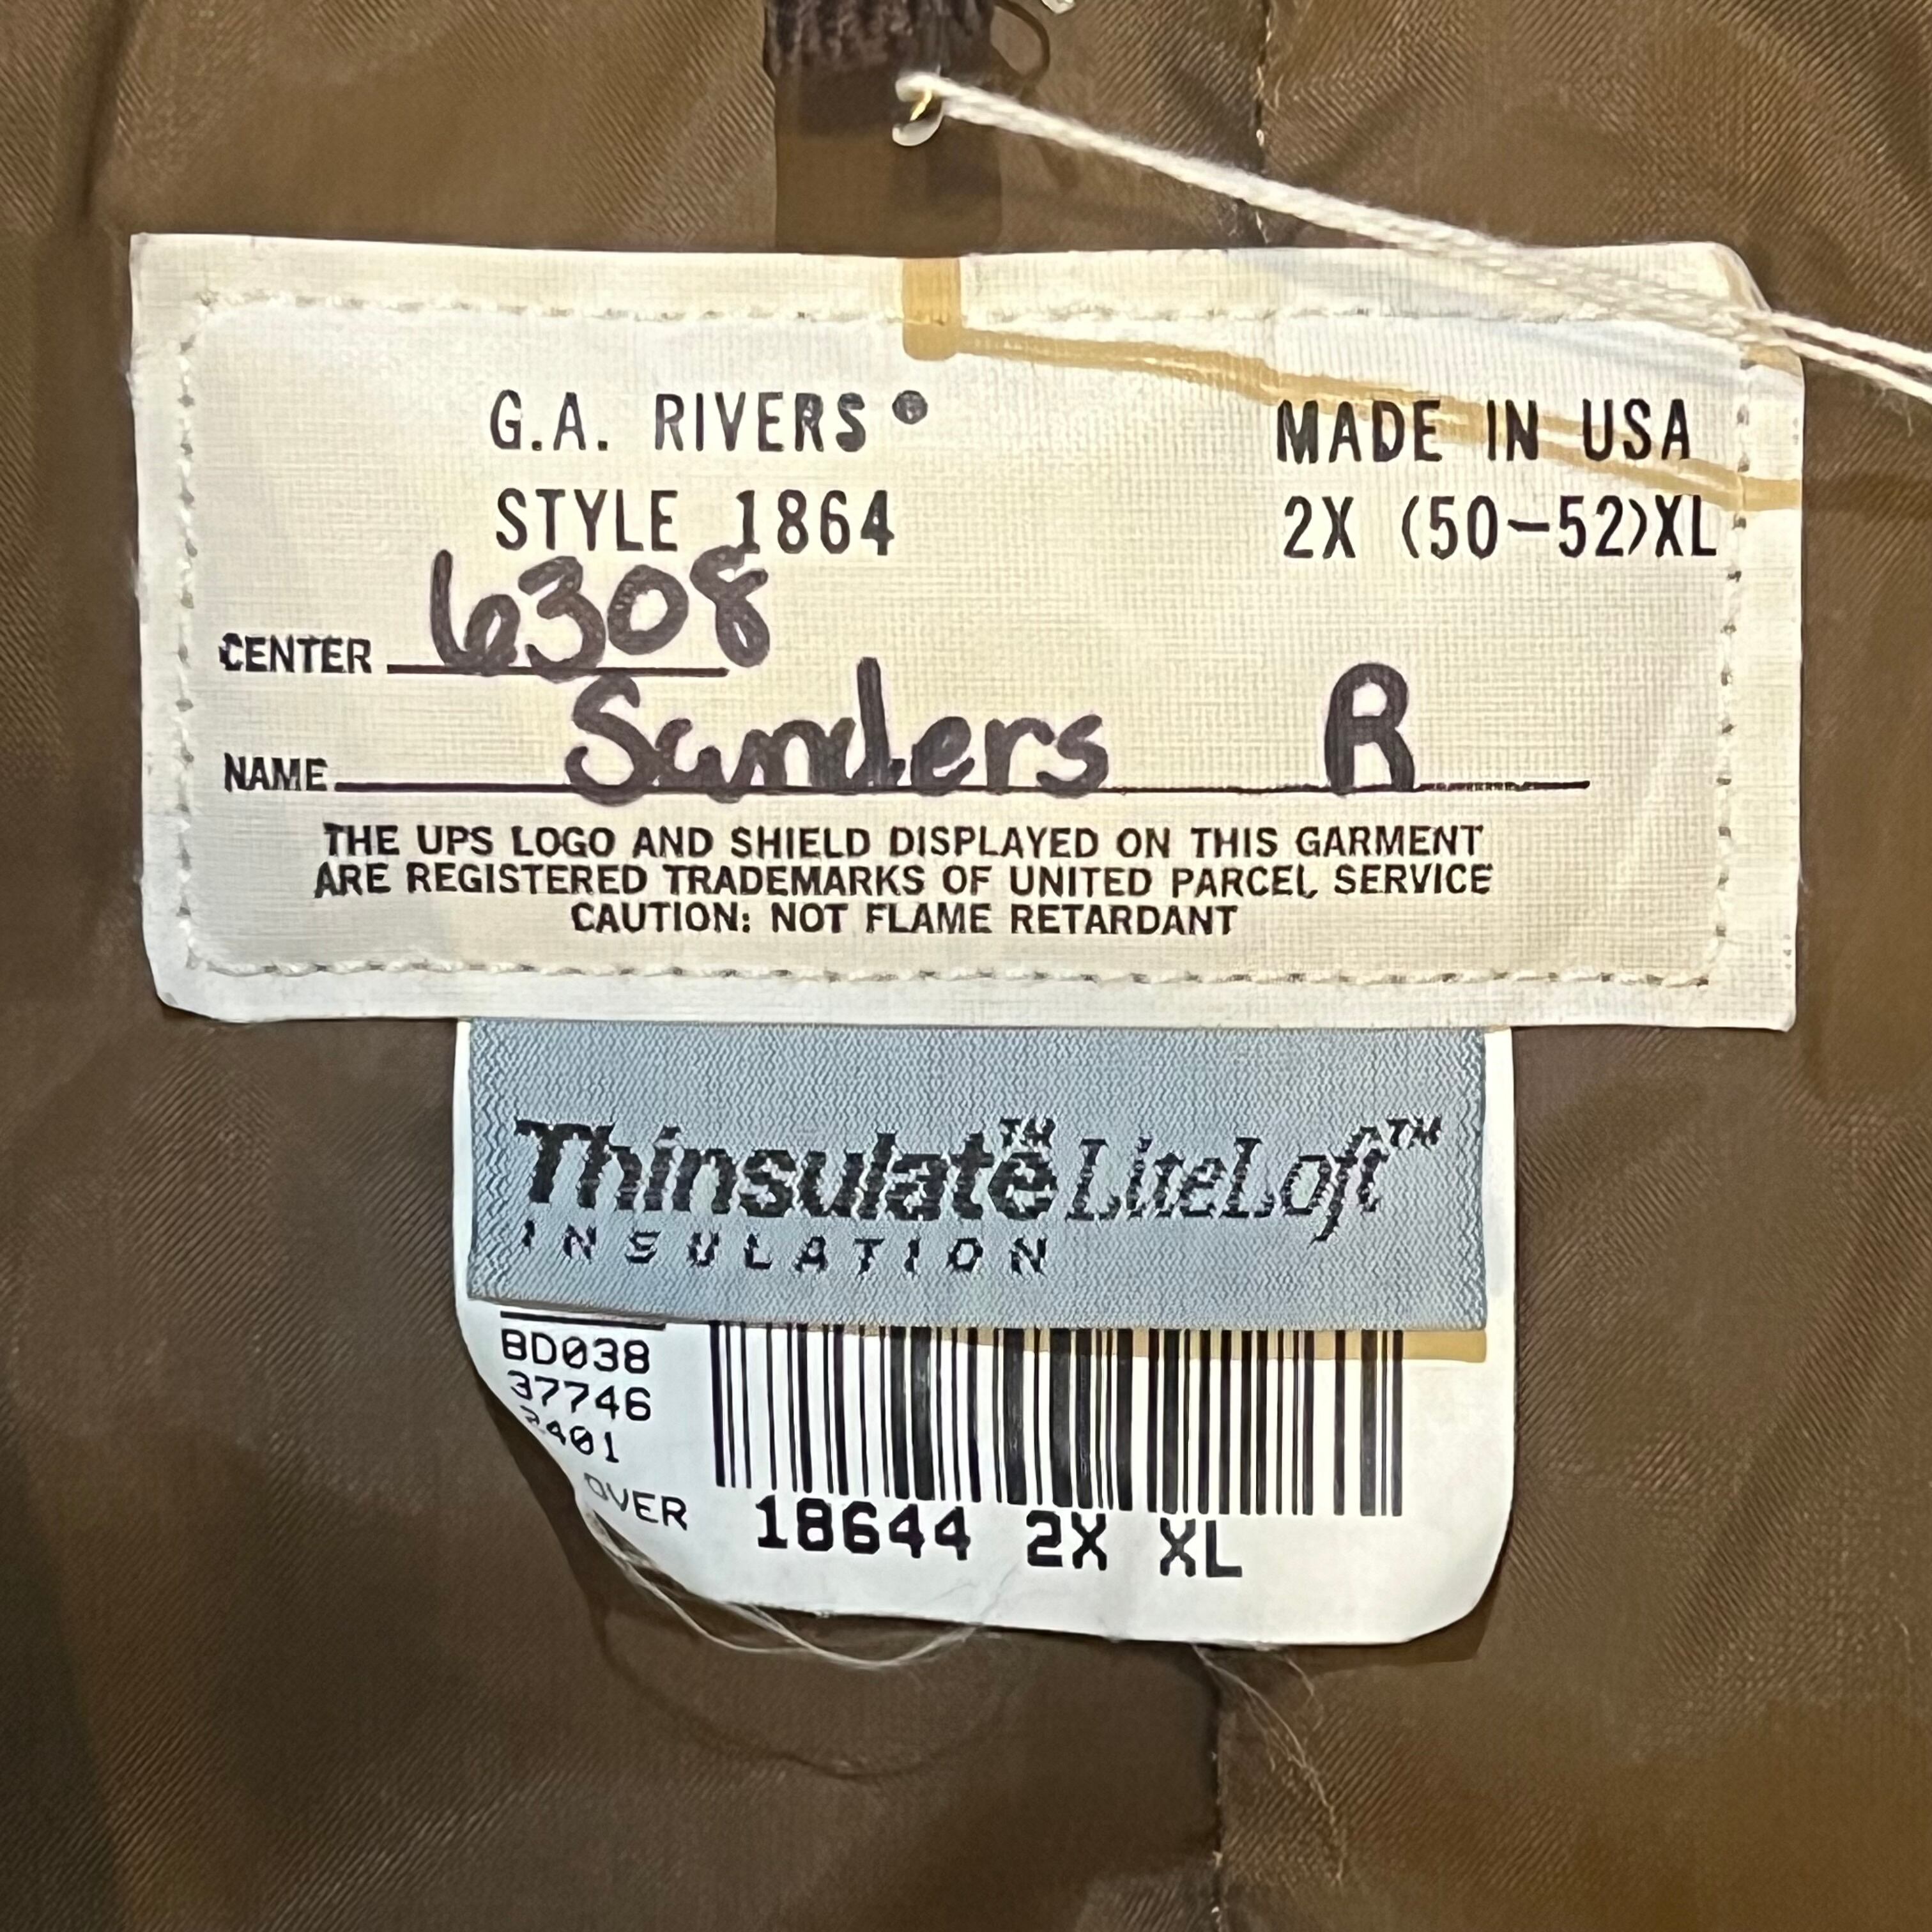 G.A. RIVERS ®
MADE IN USA
STYLE 1864
2X (50-52)XL
CENTER 6308
NAME Sanders R
THE UPS LOGO AND SHIELD DISPLAYED ON THIS GARMENT
ARE REGISTERED TRADEMARKS OF UNITED PARCEL SERVICE
CAUTION: NOT FLAME RETARDANT
Thinsulate™ LiteLoft™
INSULATION
BD038
37746
2401
OVER
18644 2X XL